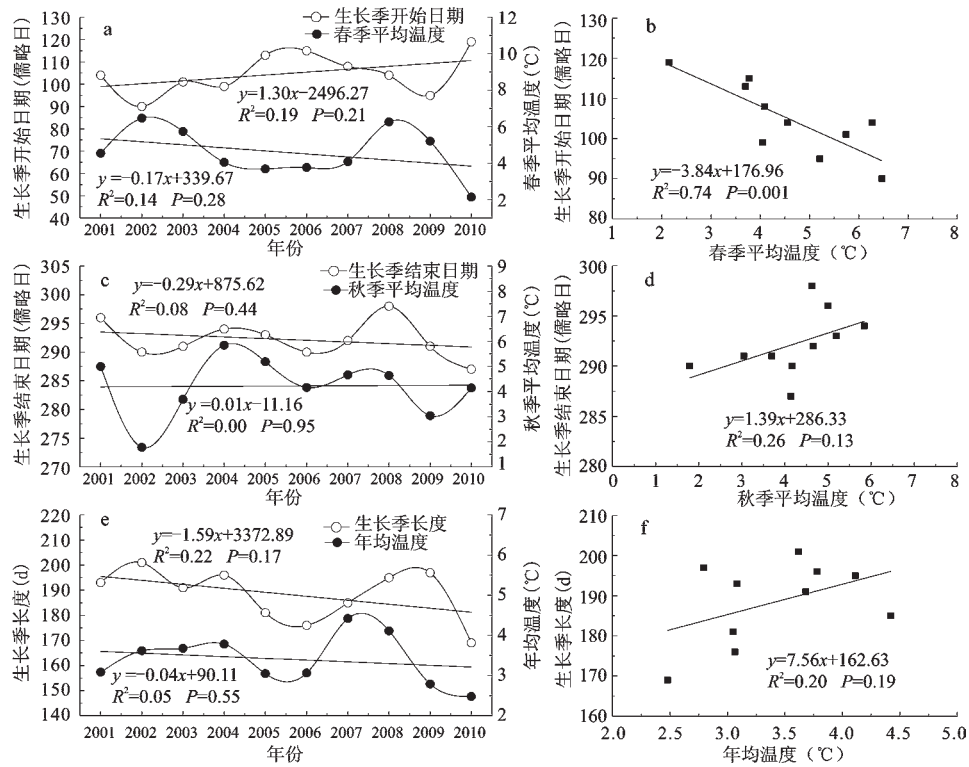 a
生长季开始日期
春季平均温度
130
120
110
100
90
80
70
60
50
40
12
10
8
6
4
2
生长季开始日期(儒略日)
春季平均温度(℃)
y=1.30x−2496.27
R²=0.19 P=0.21
y =−0.17x+339.67
R²=0.14 P=0.28
2001 2002 2003 2004 2005 2006 2007 2008 2009 2010
年份
b
130
120
110
100
90
80
生长季开始日期(儒略日)
y=−3.84x+176.96
R²=0.74 P=0.001
1 2 3 4 5 6 7 8
春季平均温度（℃）
c
生长季结束日期
秋季平均温度
305
300
295
290
285
280
275
270
9
8
7
6
5
4
3
2
1
生长季结束日期(儒略日)
秋季平均温度(℃)
y=−0.29x+875.62
R²=0.08 P=0.44
y =0.01x−11.16
R²=0.00 P=0.95
2001 2002 2003 2004 2005 2006 2007 2008 2009 2010
年份
d
300
295
290
285
280
生长季结束日期(儒略日)
y=1.39x+286.33
R²=0.26 P=0.13
0 1 2 3 4 5 6 7 8
秋季平均温度（℃）
e
生长季长度
年均温度
220
210
200
190
180
170
160
150
140
7
6
5
4
3
2
生长季长度(d)
年均温度(℃)
y=−1.59x+3372.89
R²=0.22 P=0.17
y=−0.04x+90.11
R²=0.05 P=0.55
2001 2002 2003 2004 2005 2006 2007 2008 2009 2010
年份
f
210
200
190
180
170
160
生长季长度(d)
y=7.56x+162.63
R²=0.20 P=0.19
2.0 2.5 3.0 3.5 4.0 4.5 5.0
年均温度（℃）